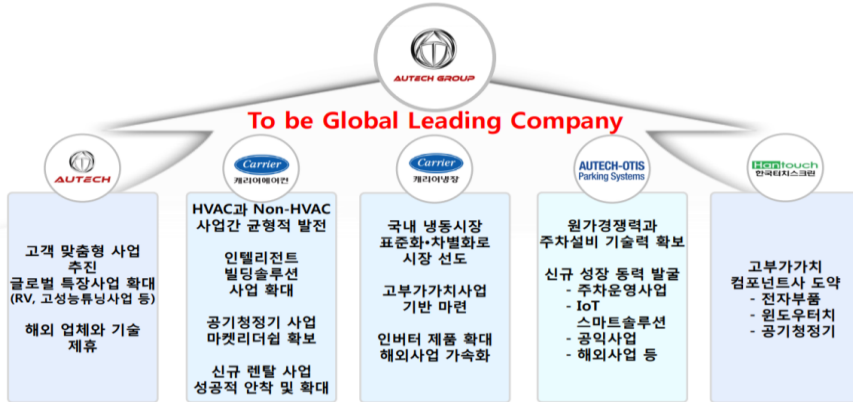 AUTECH GROUP
To be Global Leading Company
AUTECH
고객 맞춤형 사업
추진
글로벌 특장사업 확대
(RV, 고성능튜닝사업 등)
해외 업체와 기술
제휴
Carrier
캐리어에어컨
HVAC과 Non-HVAC
사업간 균형적 발전
인텔리전트
빌딩솔루션
사업 확대
공기청정기 사업
마켓리더쉽 확보
신규 렌탈 사업
성공적 안착 및 확대
Carrier
캐리어냉장
국내 냉동시장
표준화•차별화로
시장 선도
고부가가치사업
기반 마련
인버터 제품 확대
해외사업 가속화
AUTECH-OTIS
Parking Systems
원가경쟁력과
주차설비 기술력 확보
신규 성장 동력 발굴
- 주차운영사업
- IoT
스마트솔루션
- 공익사업
- 해외사업 등
Hantouch
한국터치스크린
고부가가치
컴포넌트사 도약
- 전자부품
- 윈도우터치
- 공기청정기